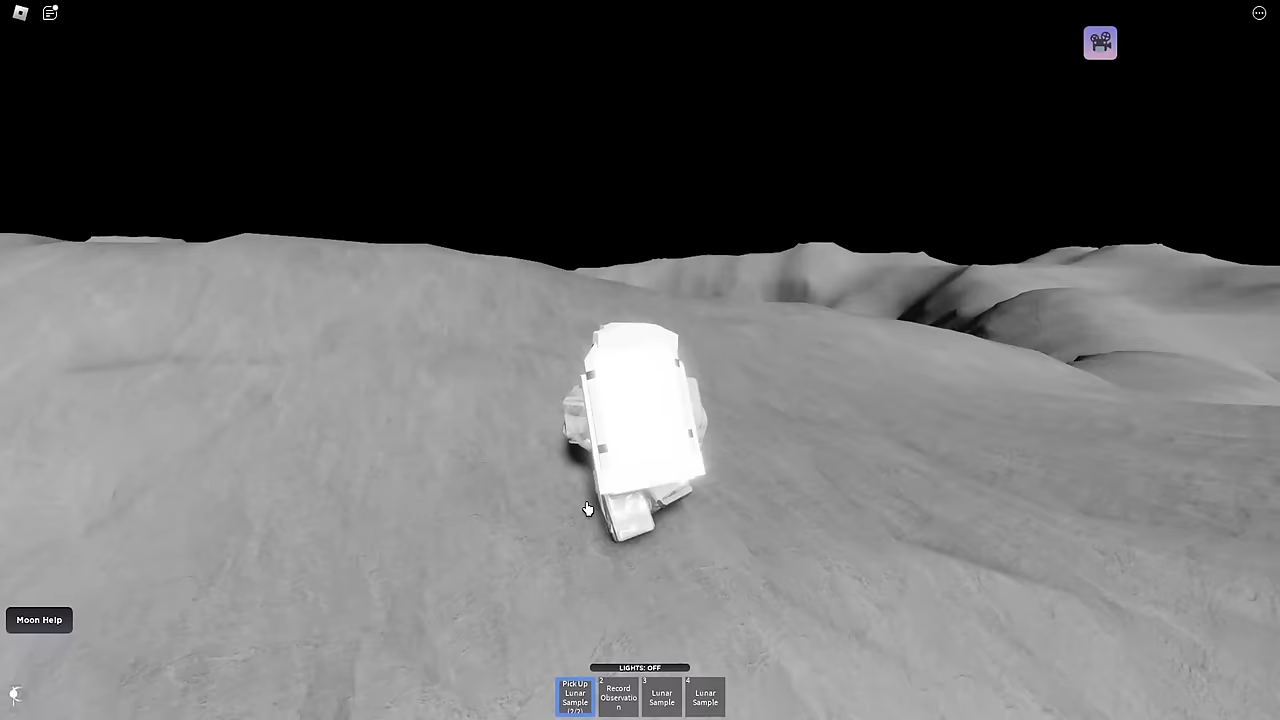 Moon Help
LIGHTS: OFF
Pick Up
Lunar
Sample
(2/2)
2
Record
Observatio
n
3
Lunar
Sample
4
Lunar
Sample